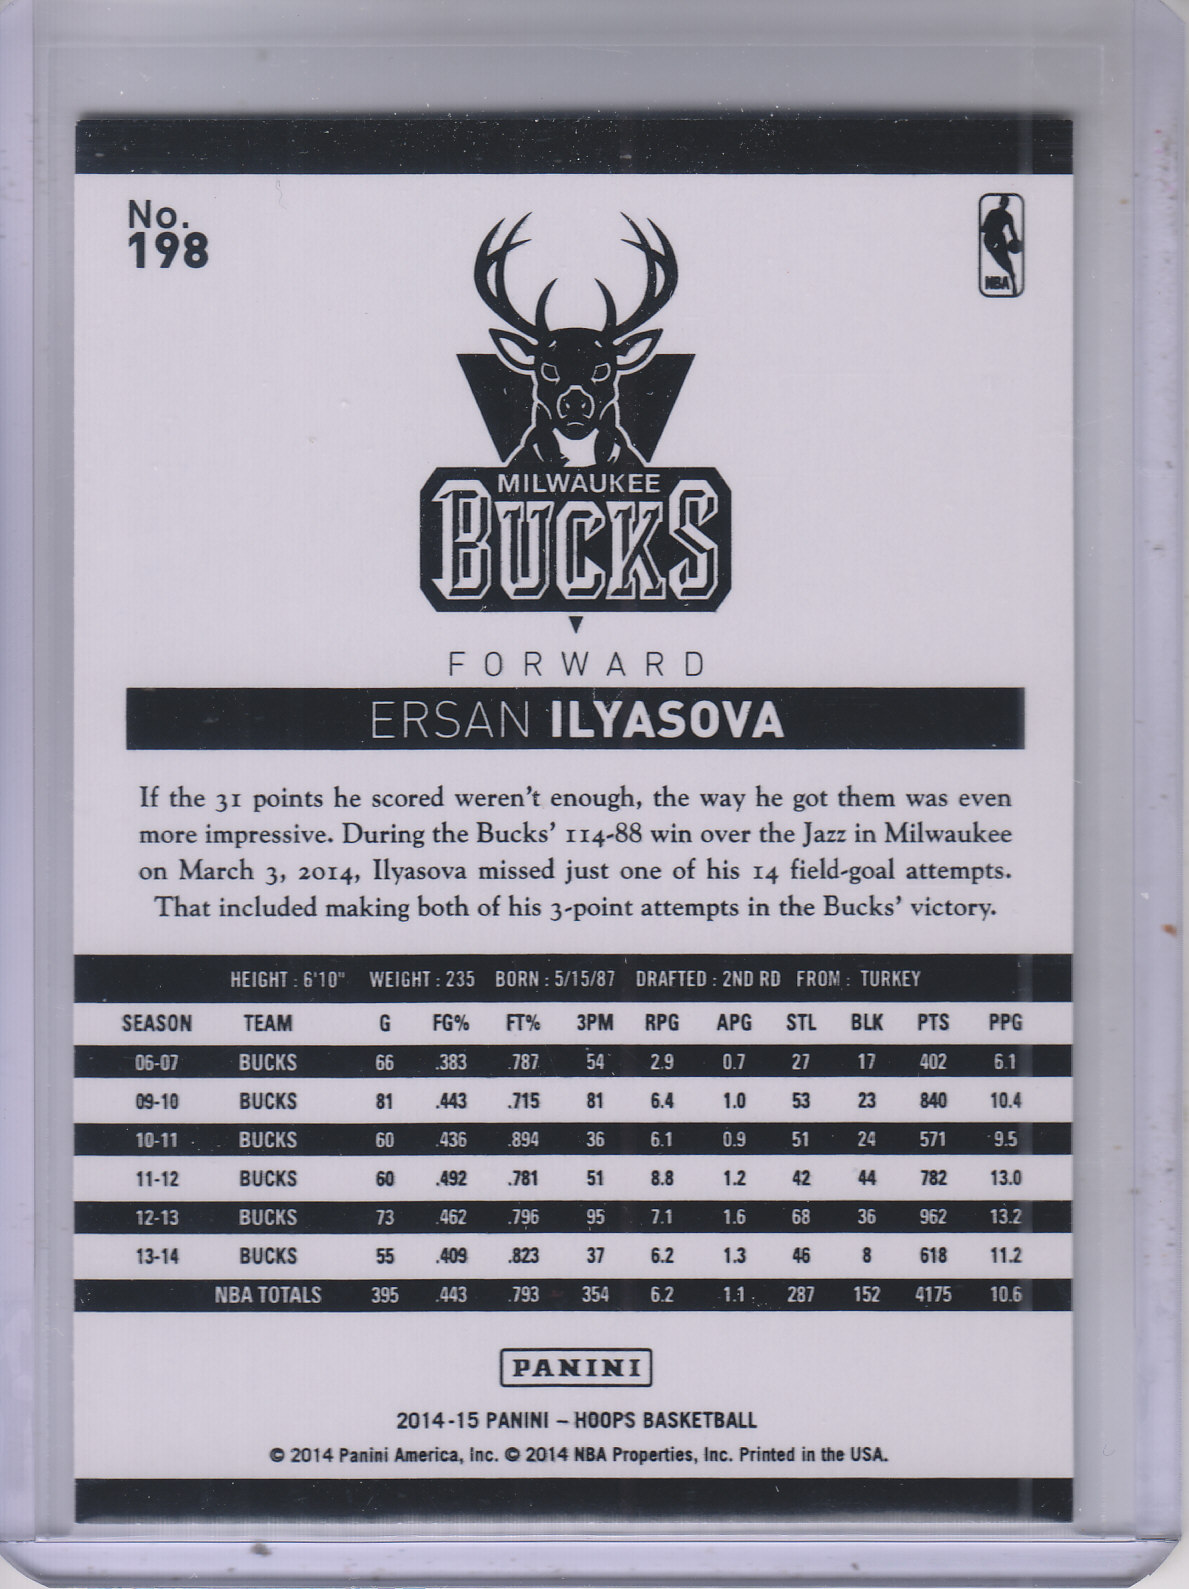 No.
198
NBA
MILWAUKEE
BUCKS
FORWARD
ERSAN ILYASOVA
If the 31 points he scored weren't enough, the way he got them was even
more impressive. During the Bucks' 114-88 win over the Jazz in Milwaukee
on March 3, 2014, Ilyasova missed just one of his 14 field-goal attempts.
That included making both of his 3-point attempts in the Bucks' victory.
HEIGHT : 6'10" WEIGHT : 235 BORN : 5/15/87 DRAFTED : 2ND RD FROM : TURKEY
SEASON TEAM G FG% FT% 3PM RPG APG STL BLK PTS PPG
06-07 BUCKS 66 .383 .787 54 2.9 0.7 27 17 402 6.1
09-10 BUCKS 81 .443 .715 81 6.4 1.0 53 23 840 10.4
10-11 BUCKS 60 .436 .894 36 6.1 0.9 51 24 571 9.5
11-12 BUCKS 60 .492 .781 51 8.8 1.2 42 44 782 13.0
12-13 BUCKS 73 .462 .796 95 7.1 1.6 68 36 962 13.2
13-14 BUCKS 55 .409 .823 37 6.2 1.3 46 8 618 11.2
NBA TOTALS 395 .443 .793 354 6.2 1.1 287 152 4175 10.6
PANINI
2014-15 PANINI – HOOPS BASKETBALL
© 2014 Panini America, Inc. © 2014 NBA Properties, Inc. Printed in the USA.